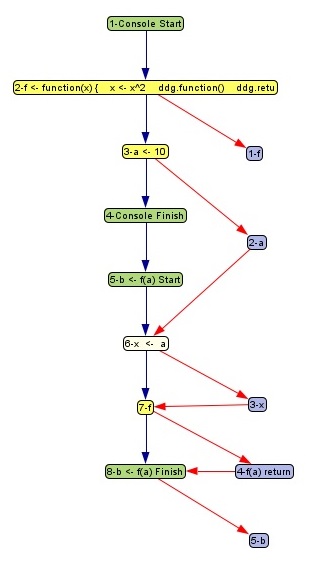 1-Console Start
2-f <- function(x) {    x <- x^2    ddg.function()    ddg.retu
1-f
3-a <- 10
4-Console Finish
2-a
5-b <- f(a) Start
6-x <- a
3-x
7-f
8-b <- f(a) Finish
4-f(a) return
5-b